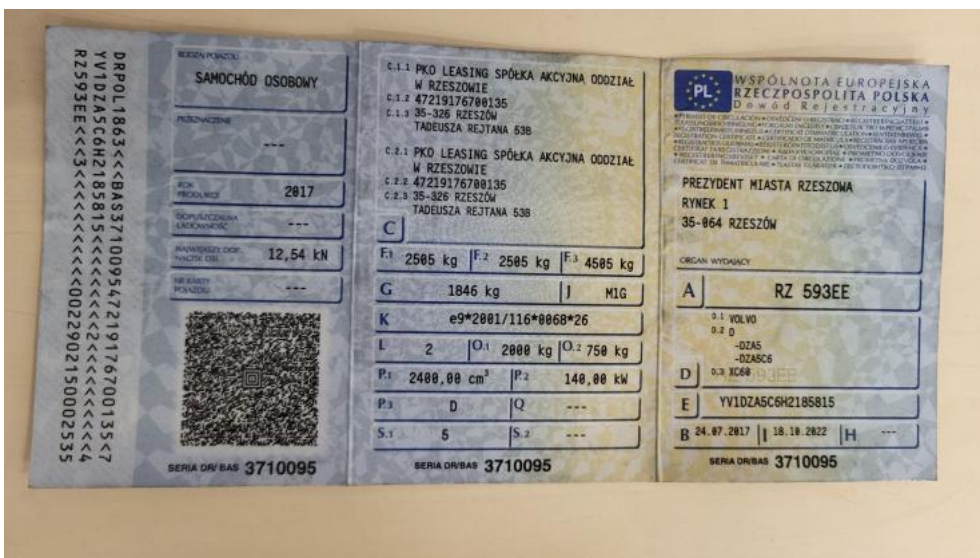 DRPOL1863<<<BAS371009547219176700135<7
YV1DZA5C6H2185815<<<<<<2<<<<<<<<<<<4
RZ593EE<<<3<<<<<<<<<0022902150002535
RODZAJ POJAZDU
SAMOCHÓD OSOBOWY
PRZEZNACZENIE
---
ROK PRODUKCJI 2017
DOPUSZCZALNA ŁADOWNOŚĆ ---
NAJWIĘKSZY DOP. NACISK OSI 12,54 kN
NR KARTY POJAZDU ---
SERIA DR/BAS 3710095
C.1.1 PKO LEASING SPÓŁKA AKCYJNA ODDZIAŁ
W RZESZOWIE
C.1.2 47219176700135
C.1.3 35-326 RZESZÓW
TADEUSZA REJTANA 53B
C.2.1 PKO LEASING SPÓŁKA AKCYJNA ODDZIAŁ
W RZESZOWIE
C.2.2 47219176700135
C.2.3 35-326 RZESZÓW
TADEUSZA REJTANA 53B
C
F.1 2505 kg F.2 2505 kg F.3 4505 kg
G 1846 kg J M1G
K e9*2001/116*0068*26
L 2 O.1 2000 kg O.2 750 kg
P.1 2400,00 cm³ P.2 140,00 kW
P.3 D Q ---
S.1 5 S.2 ---
SERIA DR/BAS 3710095
PL
WSPÓLNOTA EUROPEJSKA
RZECZPOSPOLITA POLSKA
Dowód Rejestracyjny
PREZYDENT MIASTA RZESZOWA
RYNEK 1
35-064 RZESZÓW
ORGAN WYDAJĄCY
A RZ 593EE
D.1 VOLVO
D.2 D
-DZA5
-DZA5C6
D D.3 XC60
RZ 593EE
E YV1DZA5C6H2185815
B 24.07.2017 I 18.10.2022 H ---
SERIA DR/BAS 3710095